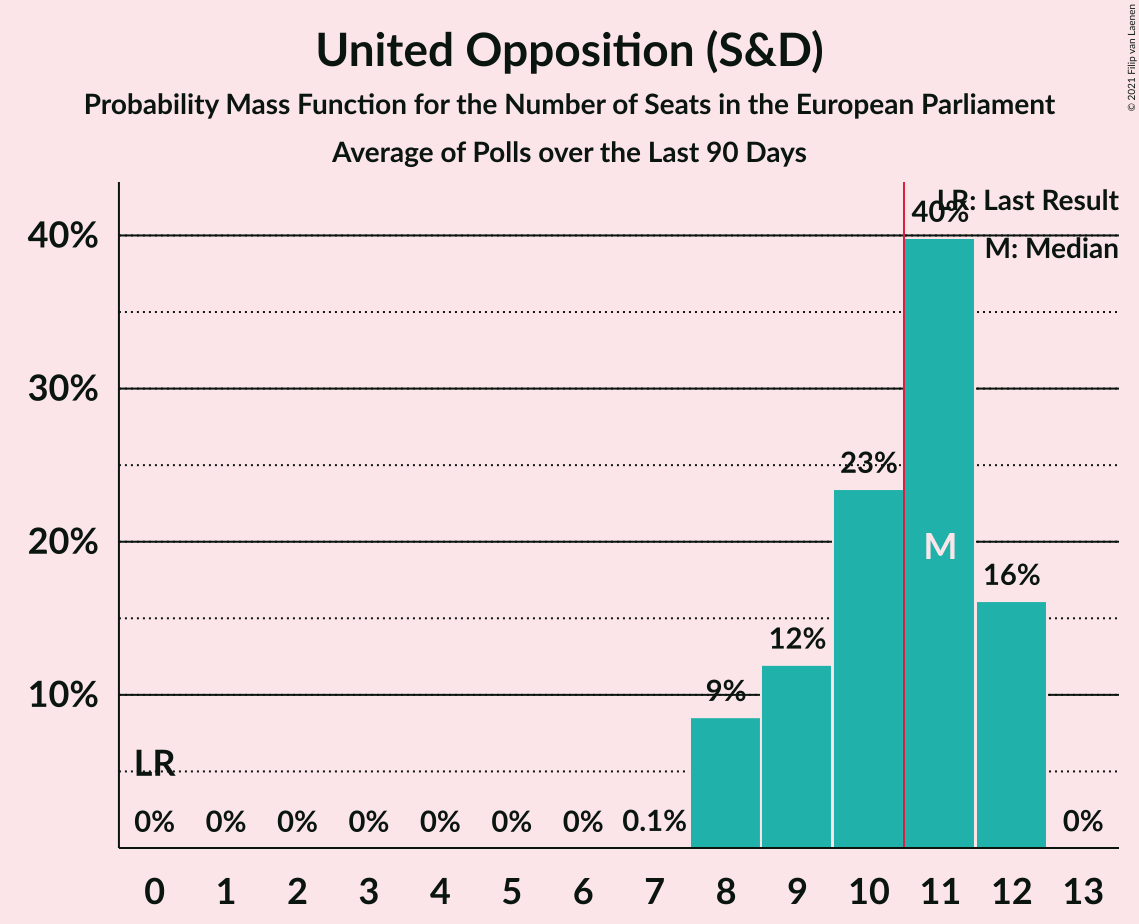 United Opposition (S&D)
Probability Mass Function for the Number of Seats in the European Parliament
Average of Polls over the Last 90 Days
© 2021 Filip van Laenen
LR: Last Result
M: Median
40%
30%
20%
10%
40%
23%
M
16%
12%
9%
LR
0% 0% 0% 0% 0% 0% 0% 0.1% 0%
0 1 2 3 4 5 6 7 8 9 10 11 12 13